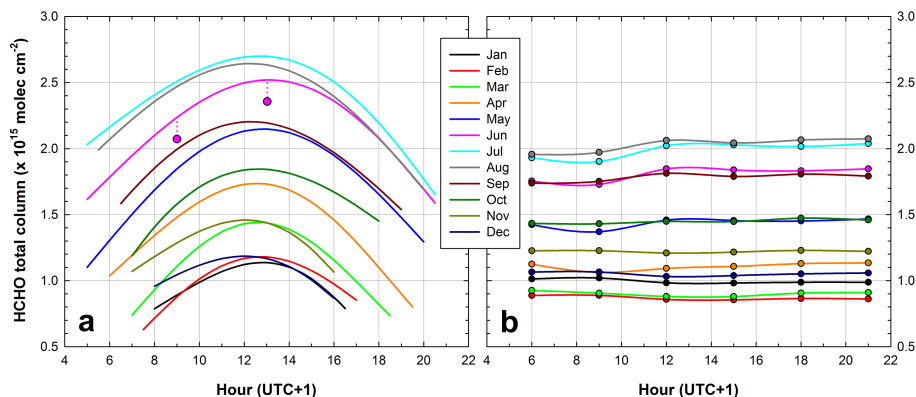 HCHO total column (x 10^15 molec cm^-2)
3.0
2.5
2.0
1.5
1.0
0.5
4 6 8 10 12 14 16 18 20 22
Hour (UTC+1)
a
Jan
Feb
Mar
Apr
May
Jun
Jul
Aug
Sep
Oct
Nov
Dec
b
4 6 8 10 12 14 16 18 20 22
Hour (UTC+1)
3.0
2.5
2.0
1.5
1.0
0.5